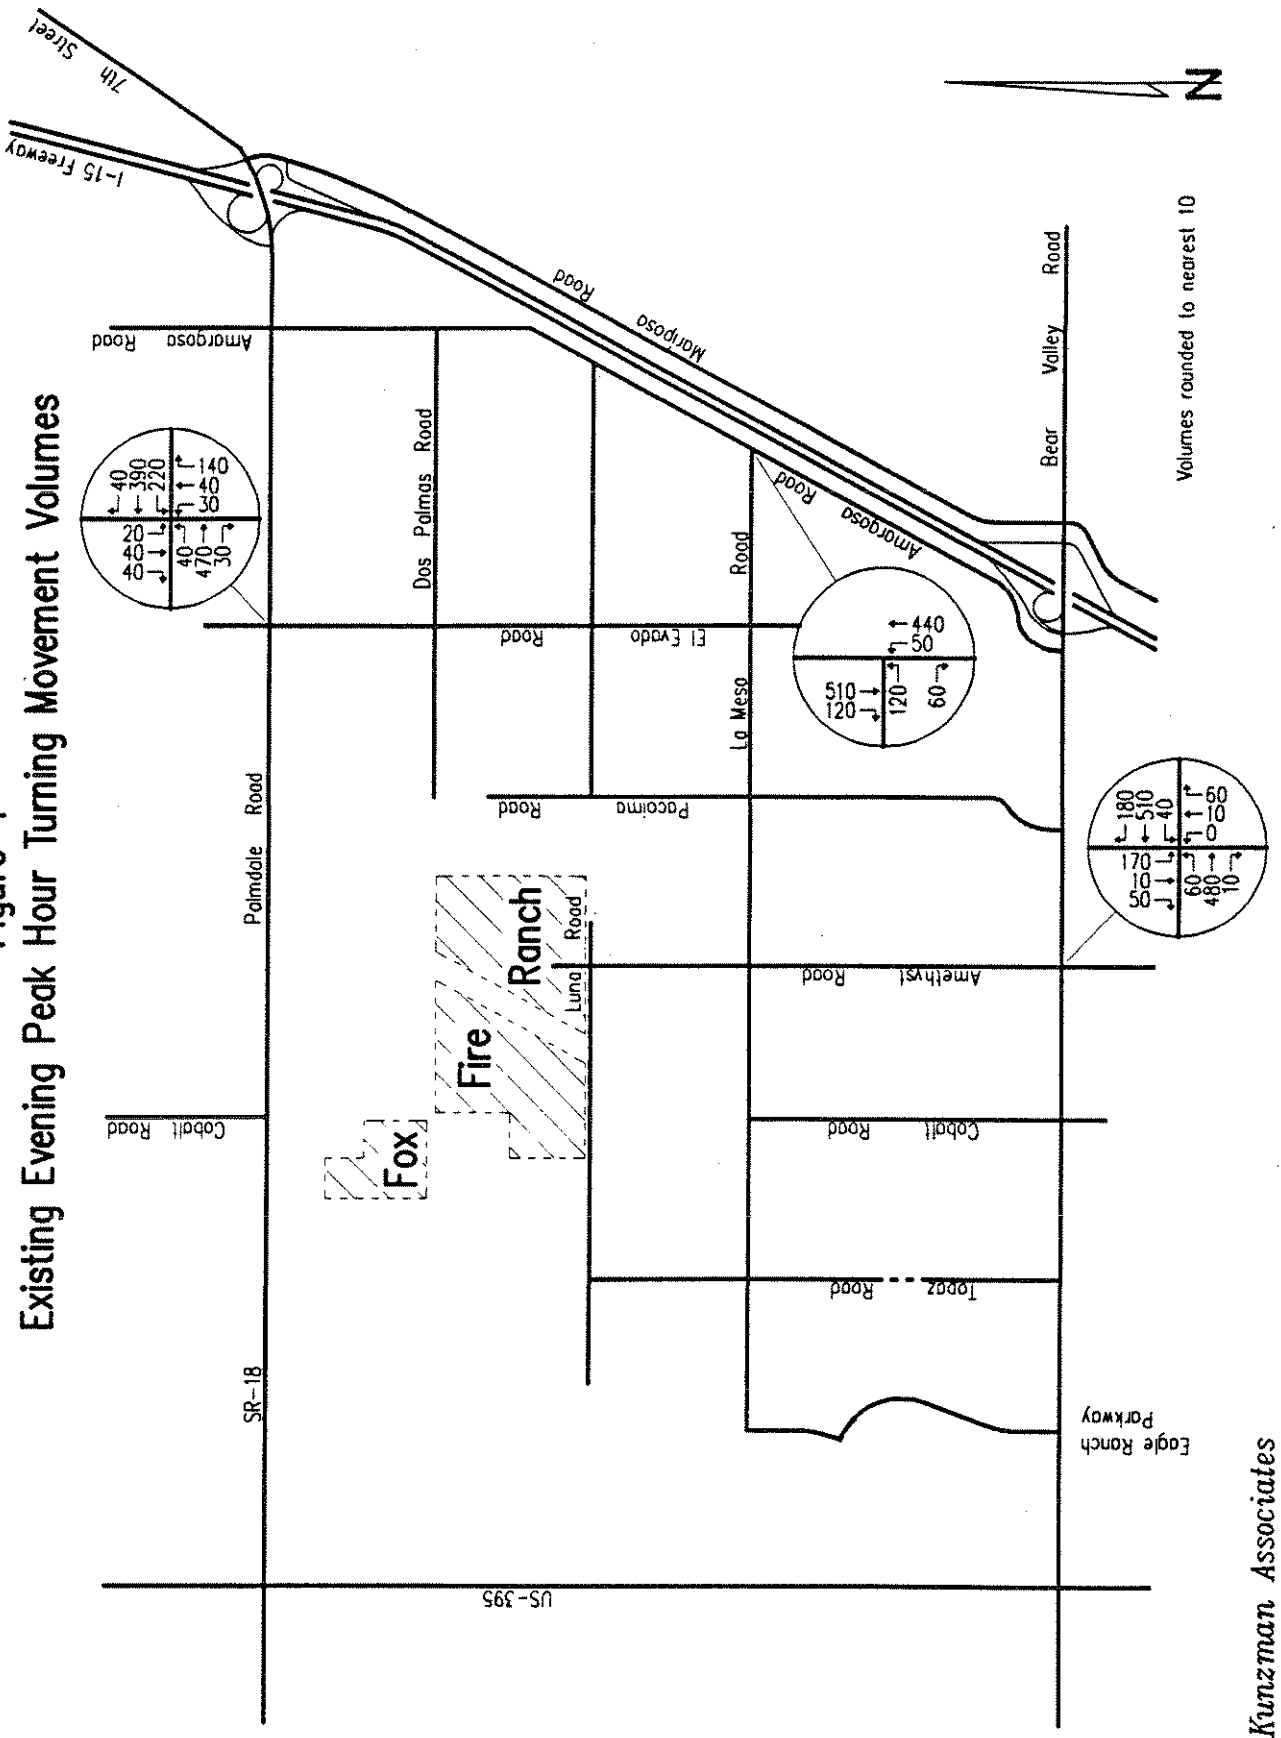 Figure
Existing Evening Peak Hour Turning Movement Volumes
7th Street
I-15 Freeway
Amargosa Road
Palmdale Road
SR-18
Cobalt Road
40
390
220
20
40
40
140
40
30
40
470
30
Dos Palmas Road
El Evado Road
Mariposa Road
Amargosa Road
Fox
Fire
Ranch
Luna Road
Pacoima Road
La Mesa Road
510
120
440
50
120
60
US-395
Topaz Road
Cobalt Road
Amethyst Road
Eagle Ranch
Parkway
Bear Valley Road
180
510
40
170
10
50
60
10
0
60
480
10
N
Volumes rounded to nearest 10
Kunzman Associates